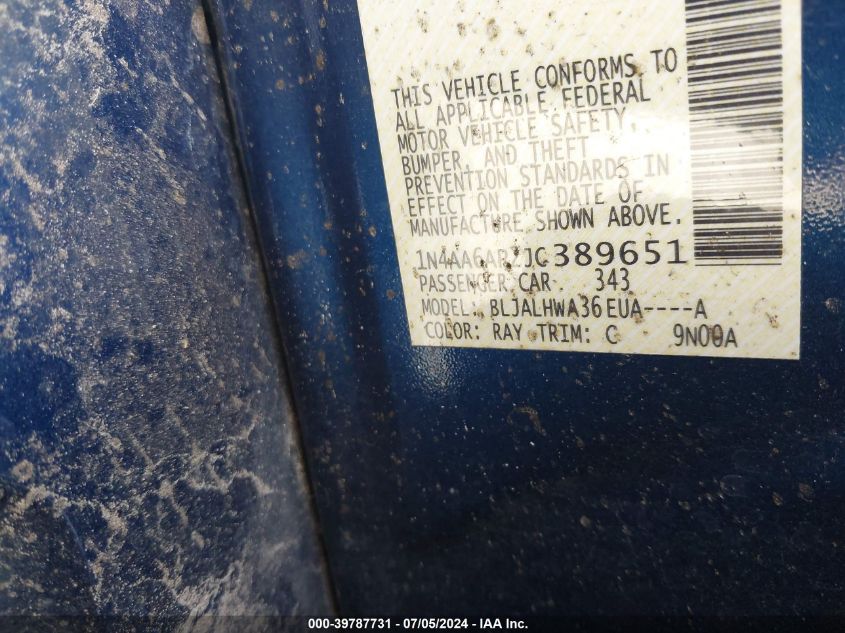 THIS VEHICLE CONFORMS TO
ALL APPLICABLE FEDERAL
MOTOR VEHICLE SAFETY,
BUMPER, AND THEFT
PREVENTION STANDARDS IN
EFFECT ON THE DATE OF
MANUFACTURE SHOWN ABOVE.
1N4AA6AP2JC389651
PASSENGER CAR 343
MODEL: BLJALHWA36EUA----A
COLOR: RAY TRIM: C 9N00A
000-39787731 - 07/05/2024 - IAA Inc.